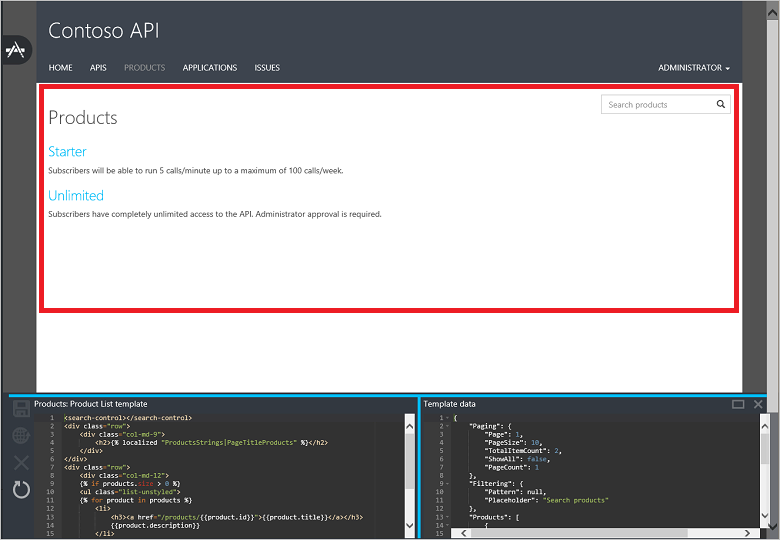 Contoso API
HOME APIS PRODUCTS APPLICATIONS ISSUES ADMINISTRATOR
Search products
Products
Starter
Subscribers will be able to run 5 calls/minute up to a maximum of 100 calls/week.
Unlimited
Subscribers have completely unlimited access to the API. Administrator approval is required.
Products: Product List template
1 <search-control></search-control>
2 <div class="row">
3 <div class="col-md-9">
4 <h2>{% localized "ProductsStrings|PageTitleProducts" %}</h2>
5 </div>
6 </div>
7 <div class="row">
8 <div class="col-md-12">
9 {% if products.size > 0 %}
10 <ul class="list-unstyled">
11 {% for product in products %}
12 <li>
13 <h3><a href="/products/{{product.id}}">{{product.title}}</a></h3>
14 {{product.description}}
15 </li>
Template data
1 {
2 "Paging": {
3 "Page": 1,
4 "PageSize": 10,
5 "TotalItemCount": 2,
6 "ShowAll": false,
7 "PageCount": 1
8 },
9 "Filtering": {
10 "Pattern": null,
11 "Placeholder": "Search products"
12 },
13 "Products": [
14 {
15